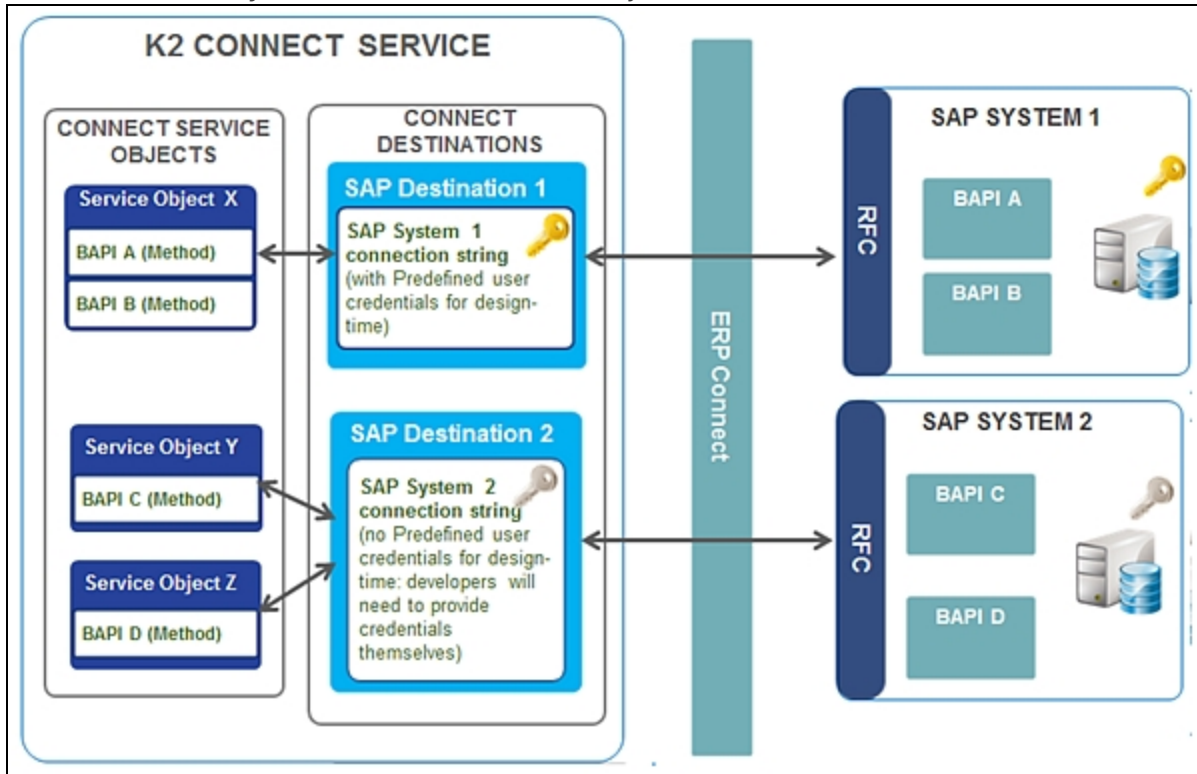 K2 CONNECT SERVICE
CONNECT SERVICE
OBJECTS
Service Object X
BAPI A (Method)
BAPI B (Method)
Service Object Y
BAPI C (Method)
Service Object Z
BAPI D (Method)
CONNECT
DESTINATIONS
SAP Destination 1
SAP System 1
connection string
(with Predefined user
credentials for design-
time)
SAP Destination 2
SAP System 2
connection string
(no Predefined user
credentials for design-
time: developers will
need to provide
credentials
themselves)
ERP Connect
RFC
SAP SYSTEM 1
BAPI A
BAPI B
RFC
SAP SYSTEM 2
BAPI C
BAPI D